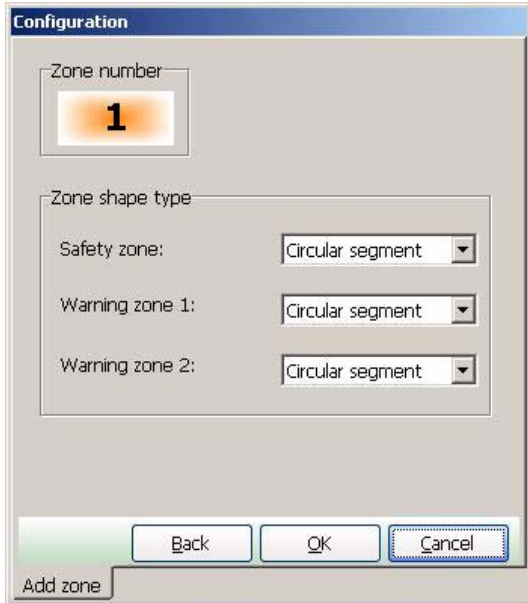 Configuration
Zone number
1
Zone shape type
Safety zone: Circular segment
Warning zone 1: Circular segment
Warning zone 2: Circular segment
Back OK Cancel
Add zone